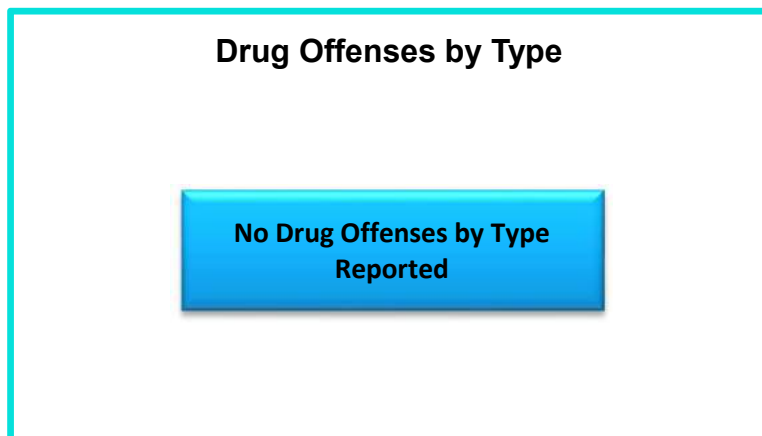 Drug Offenses by Type
No Drug Offenses by Type
Reported